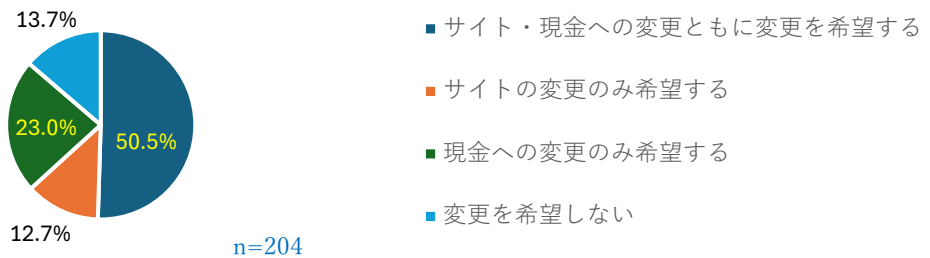 13.7%
23.0%
50.5%
12.7%
n=204
サイト・現金への変更ともに変更を希望する
サイトの変更のみ希望する
現金への変更のみ希望する
変更を希望しない